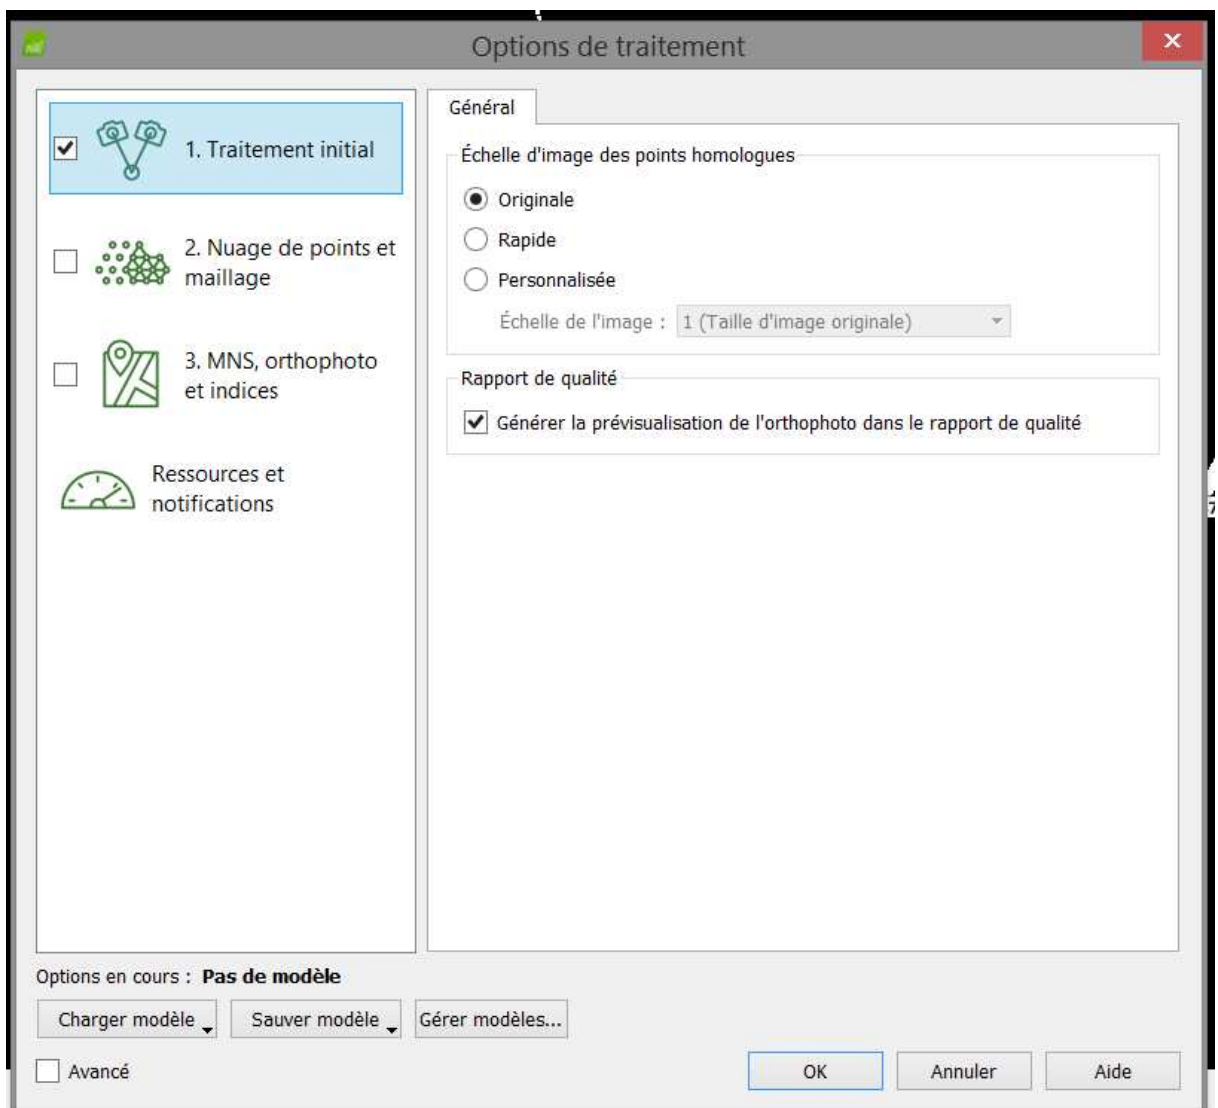 Options de traitement
1. Traitement initial
2. Nuage de points et
maillage
3. MNS, orthophoto
et indices
Ressources et
notifications
Général
Échelle d'image des points homologues
Originale
Rapide
Personnalisée
Échelle de l'image : 1 (Taille d'image originale)
Rapport de qualité
Générer la prévisualisation de l'orthophoto dans le rapport de qualité
Options en cours : Pas de modèle
Charger modèle Sauver modèle Gérer modèles...
Avancé OK Annuler Aide